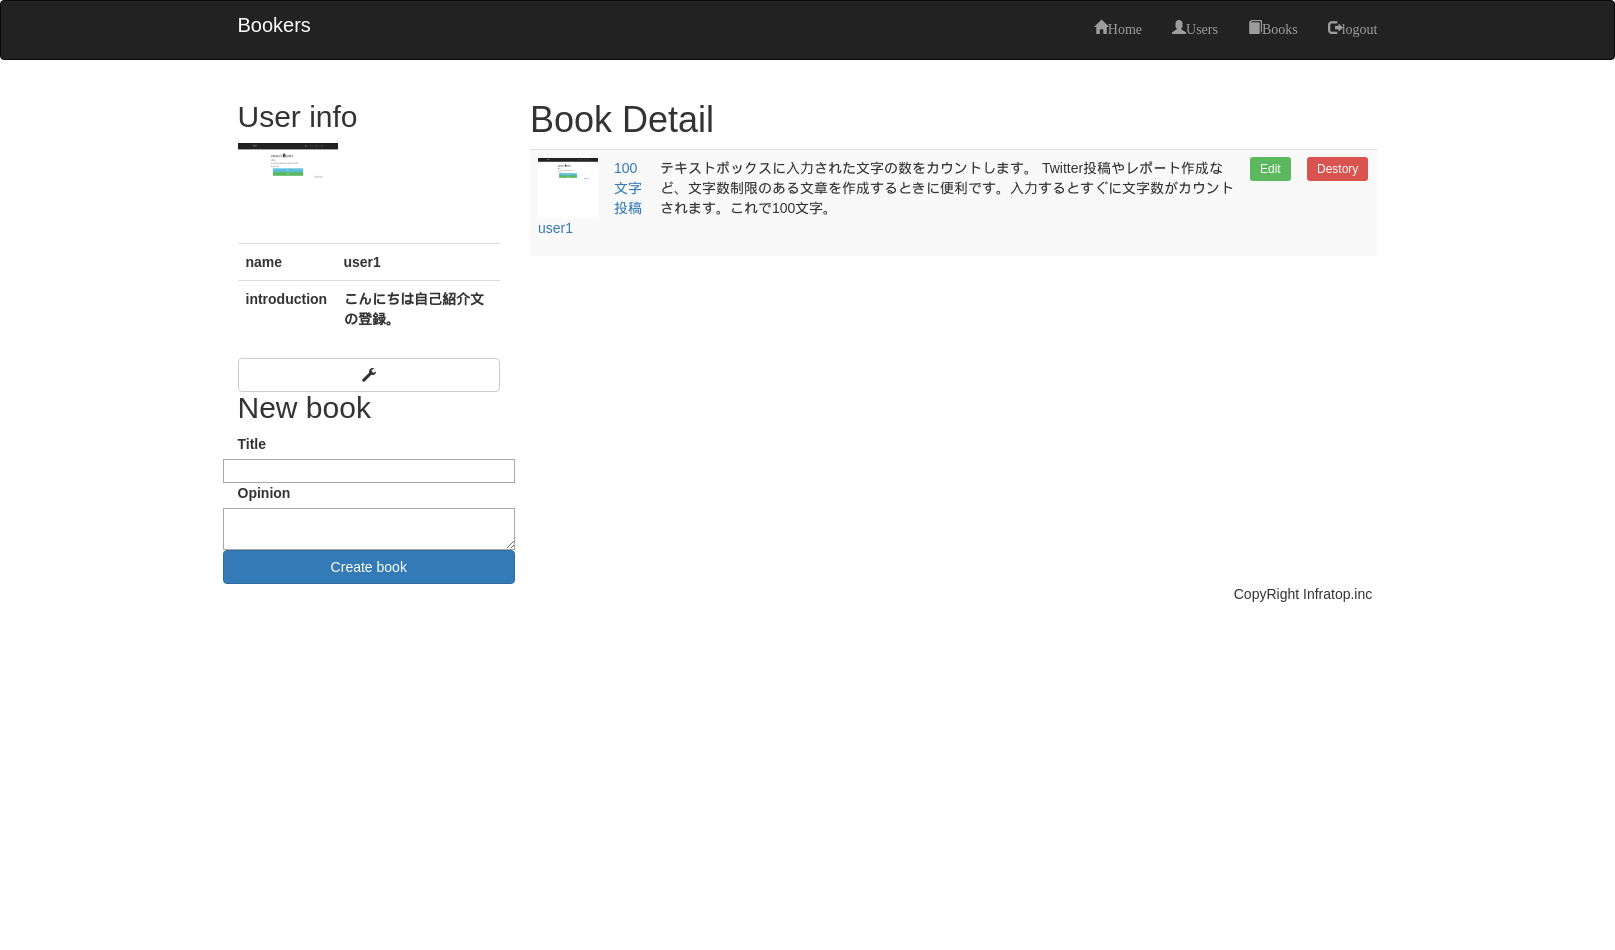 Bookers
Home
Users
Books
logout
User info
name
user1
introduction
こんにちは自己紹介文
の登録。
New book
Title
Opinion
Create book
Book Detail
user1
100
文字
投稿
テキストボックスに入力された文字の数をカウントします。 Twitter投稿やレポート作成な
ど、文字数制限のある文章を作成するときに便利です。入力するとすぐに文字数がカウント
されます。これで100文字。
Edit
Destory
CopyRight Infratop.inc